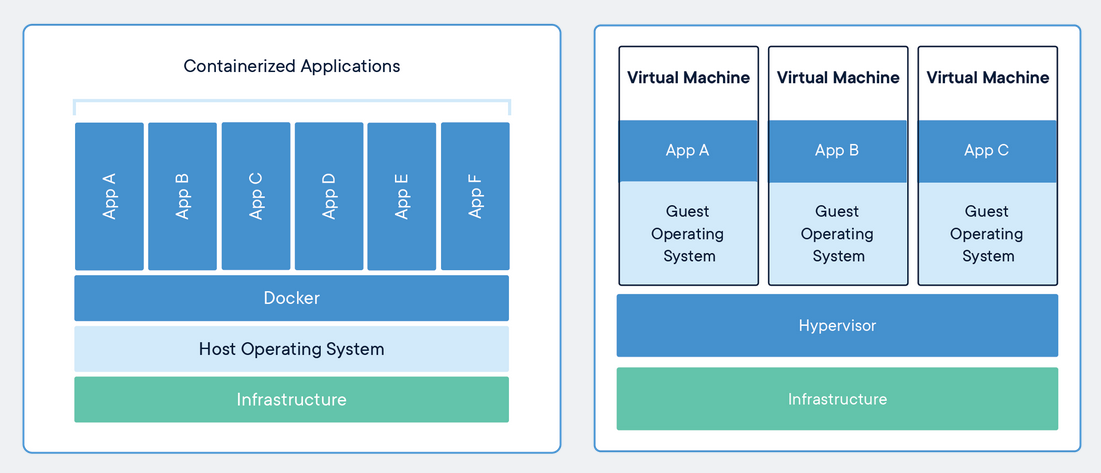 Containerized Applications
App A
App B
App C
App D
App E
App F
Docker
Host Operating System
Infrastructure
Virtual Machine
App A
Guest
Operating
System
Virtual Machine
App B
Guest
Operating
System
Virtual Machine
App C
Guest
Operating
System
Hypervisor
Infrastructure